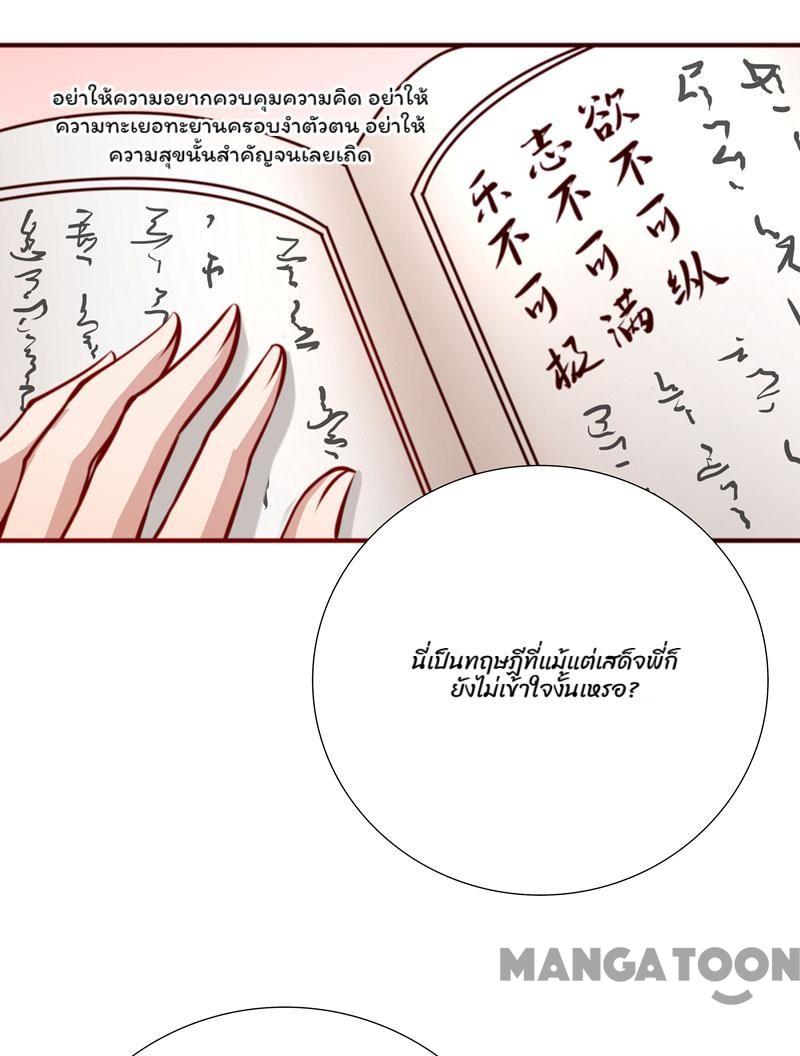 อย่าให้ความอยากควบคุมความคิด อย่าให้
ความทะเยอทะยานครอบงำตัวตน อย่าให้
ความสุขนั้นสำคัญจนเลยเถิด
欲不可纵
志不可满
乐不可极
นี่เป็นทฤษฎีที่แม้แต่เสด็จพี่ก็
ยังไม่เข้าใจงั้นเหรอ?
MANGATOON